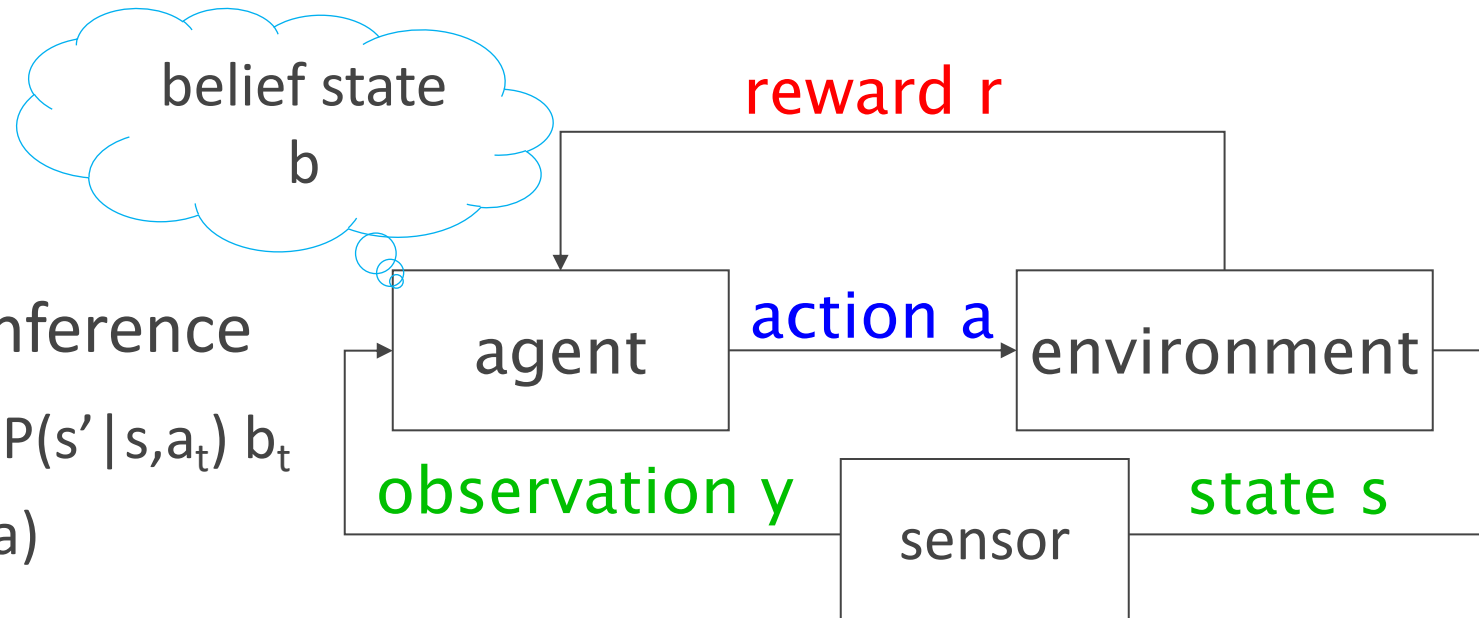 belief state
b
reward r
agent
action a
environment
nference
P(s’|s,aₜ) bₜ
a)
observation y
sensor
state s